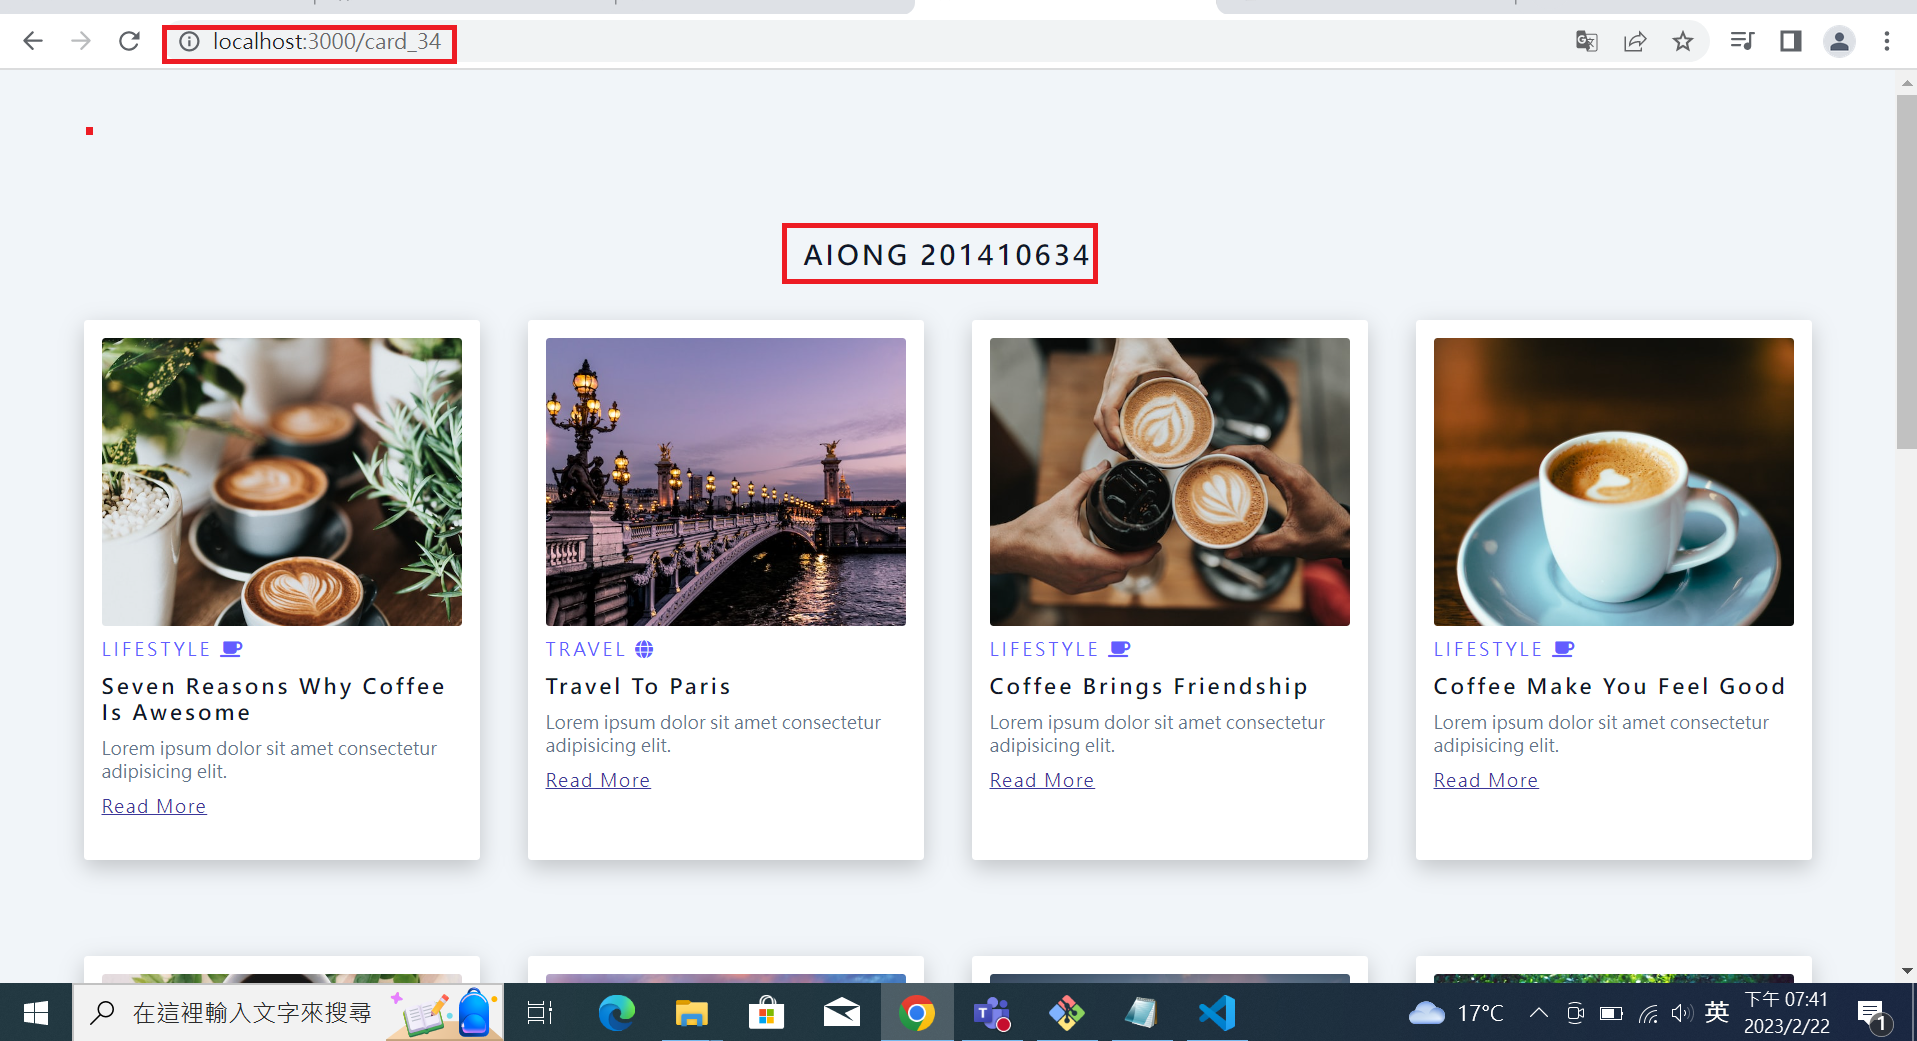 localhost:3000/card_34
AIONG 201410634
LIFESTYLE
Seven Reasons Why Coffee
Is Awesome
Lorem ipsum dolor sit amet consectetur
adipisicing elit.
Read More
TRAVEL
Travel To Paris
Lorem ipsum dolor sit amet consectetur
adipisicing elit.
Read More
LIFESTYLE
Coffee Brings Friendship
Lorem ipsum dolor sit amet consectetur
adipisicing elit.
Read More
LIFESTYLE
Coffee Make You Feel Good
Lorem ipsum dolor sit amet consectetur
adipisicing elit.
Read More
在這裡輸入文字來搜尋
17°C
英
下午 07:41
2023/2/22
1